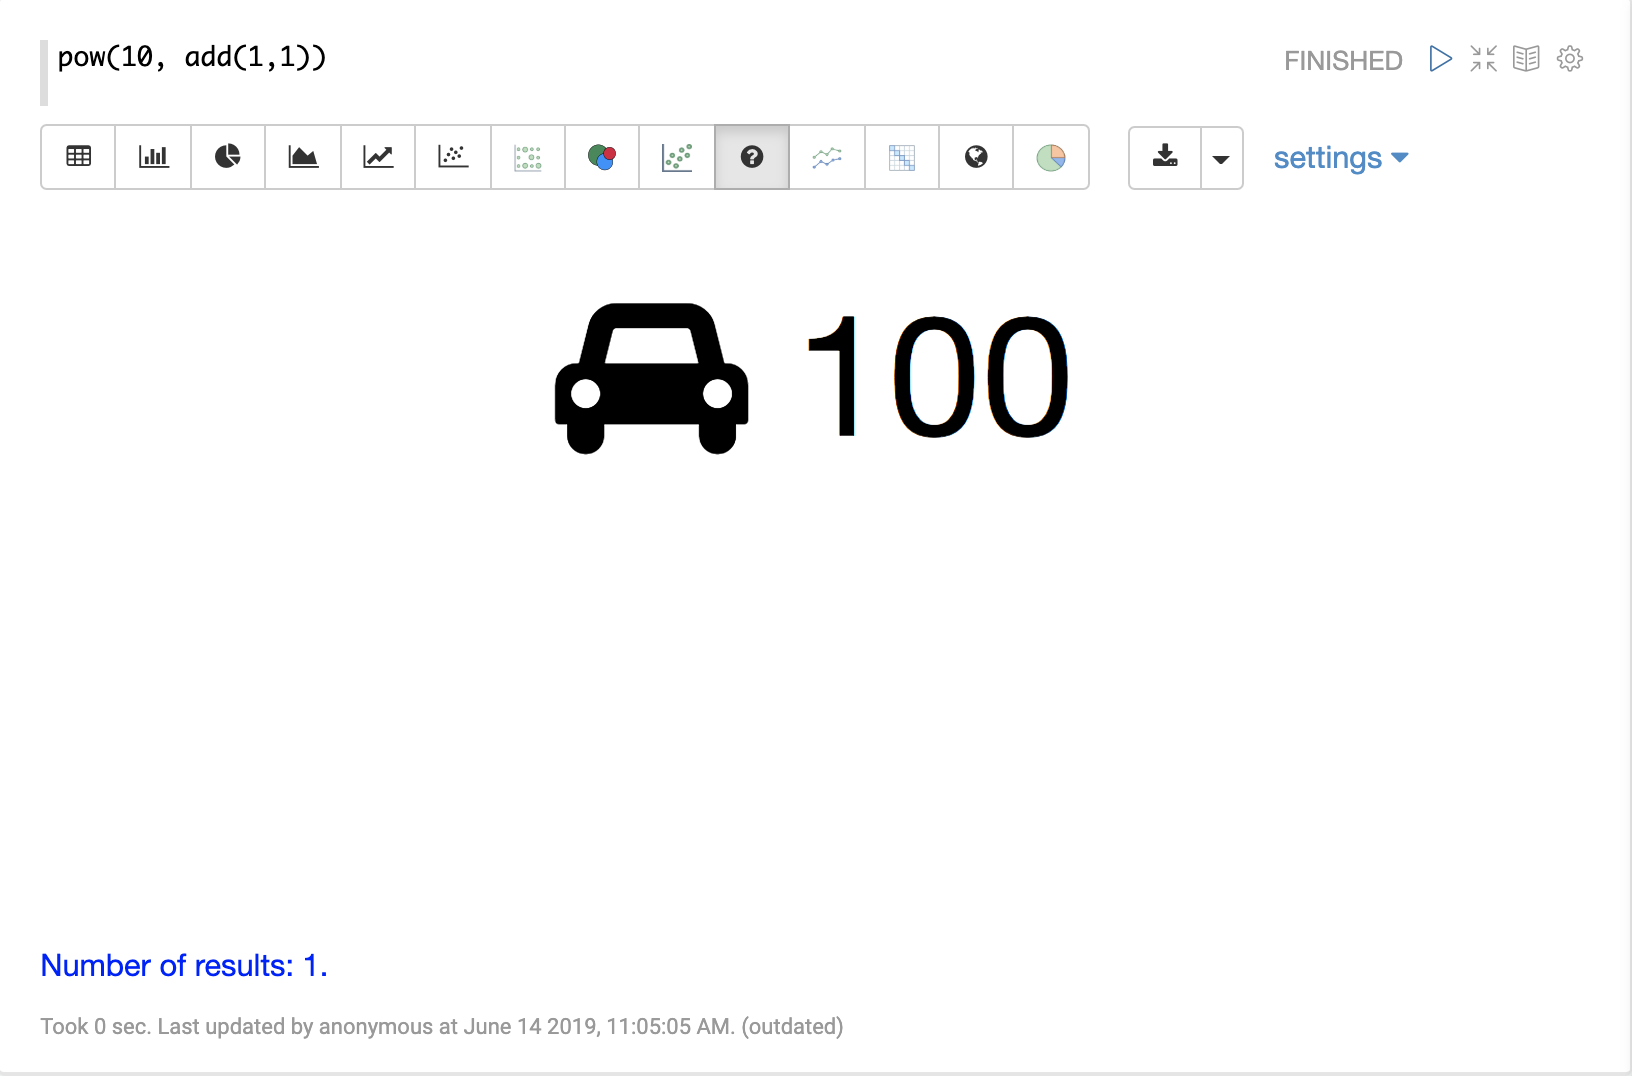 pow(10, add(1,1))
FINISHED
settings
100
Number of results: 1.
Took 0 sec. Last updated by anonymous at June 14 2019, 11:05:05 AM. (outdated)